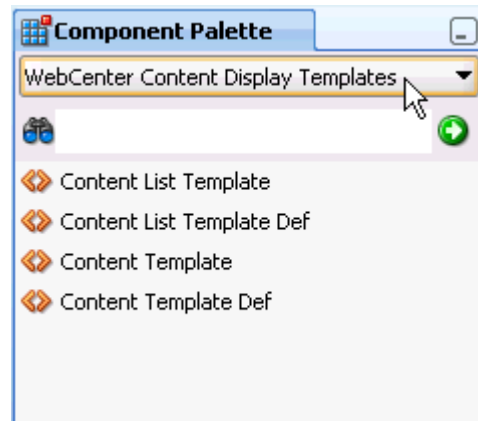 Component Palette
WebCenter Content Display Templates
Content List Template
Content List Template Def
Content Template
Content Template Def